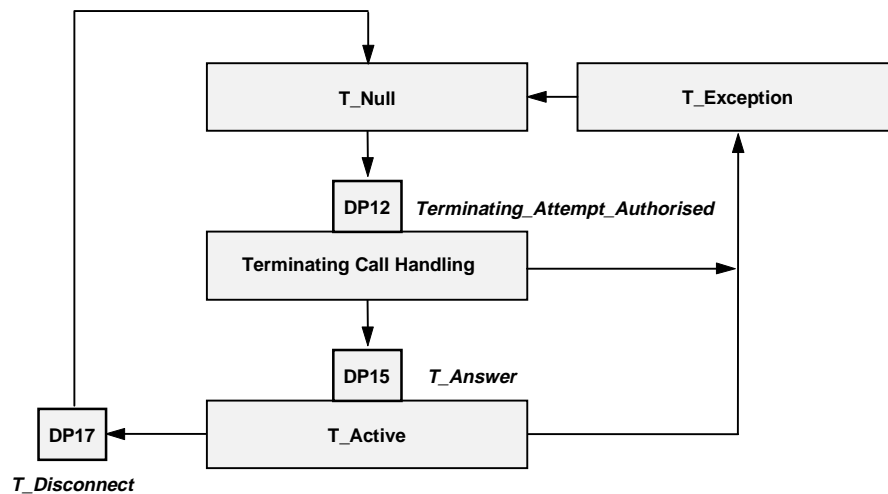 T_Null
T_Exception
DP12
Terminating_Attempt_Authorised
Terminating Call Handling
DP15
T_Answer
DP17
T_Active
T_Disconnect